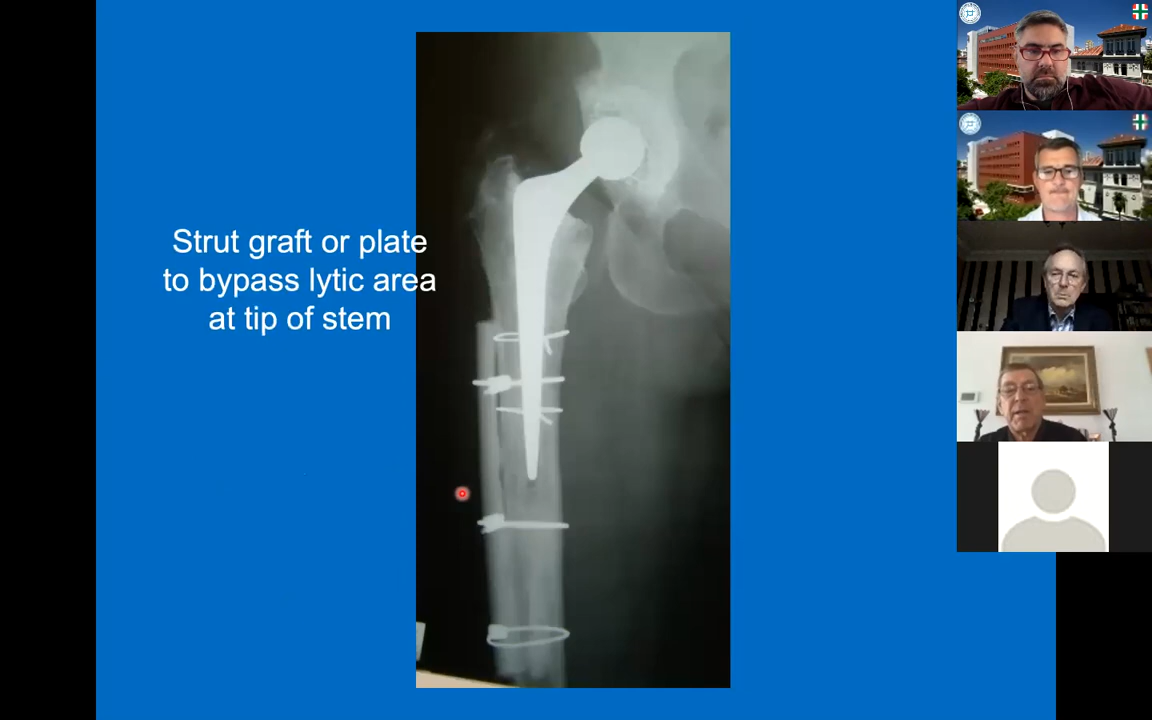 Strut graft or plate
to bypass lytic area
at tip of stem